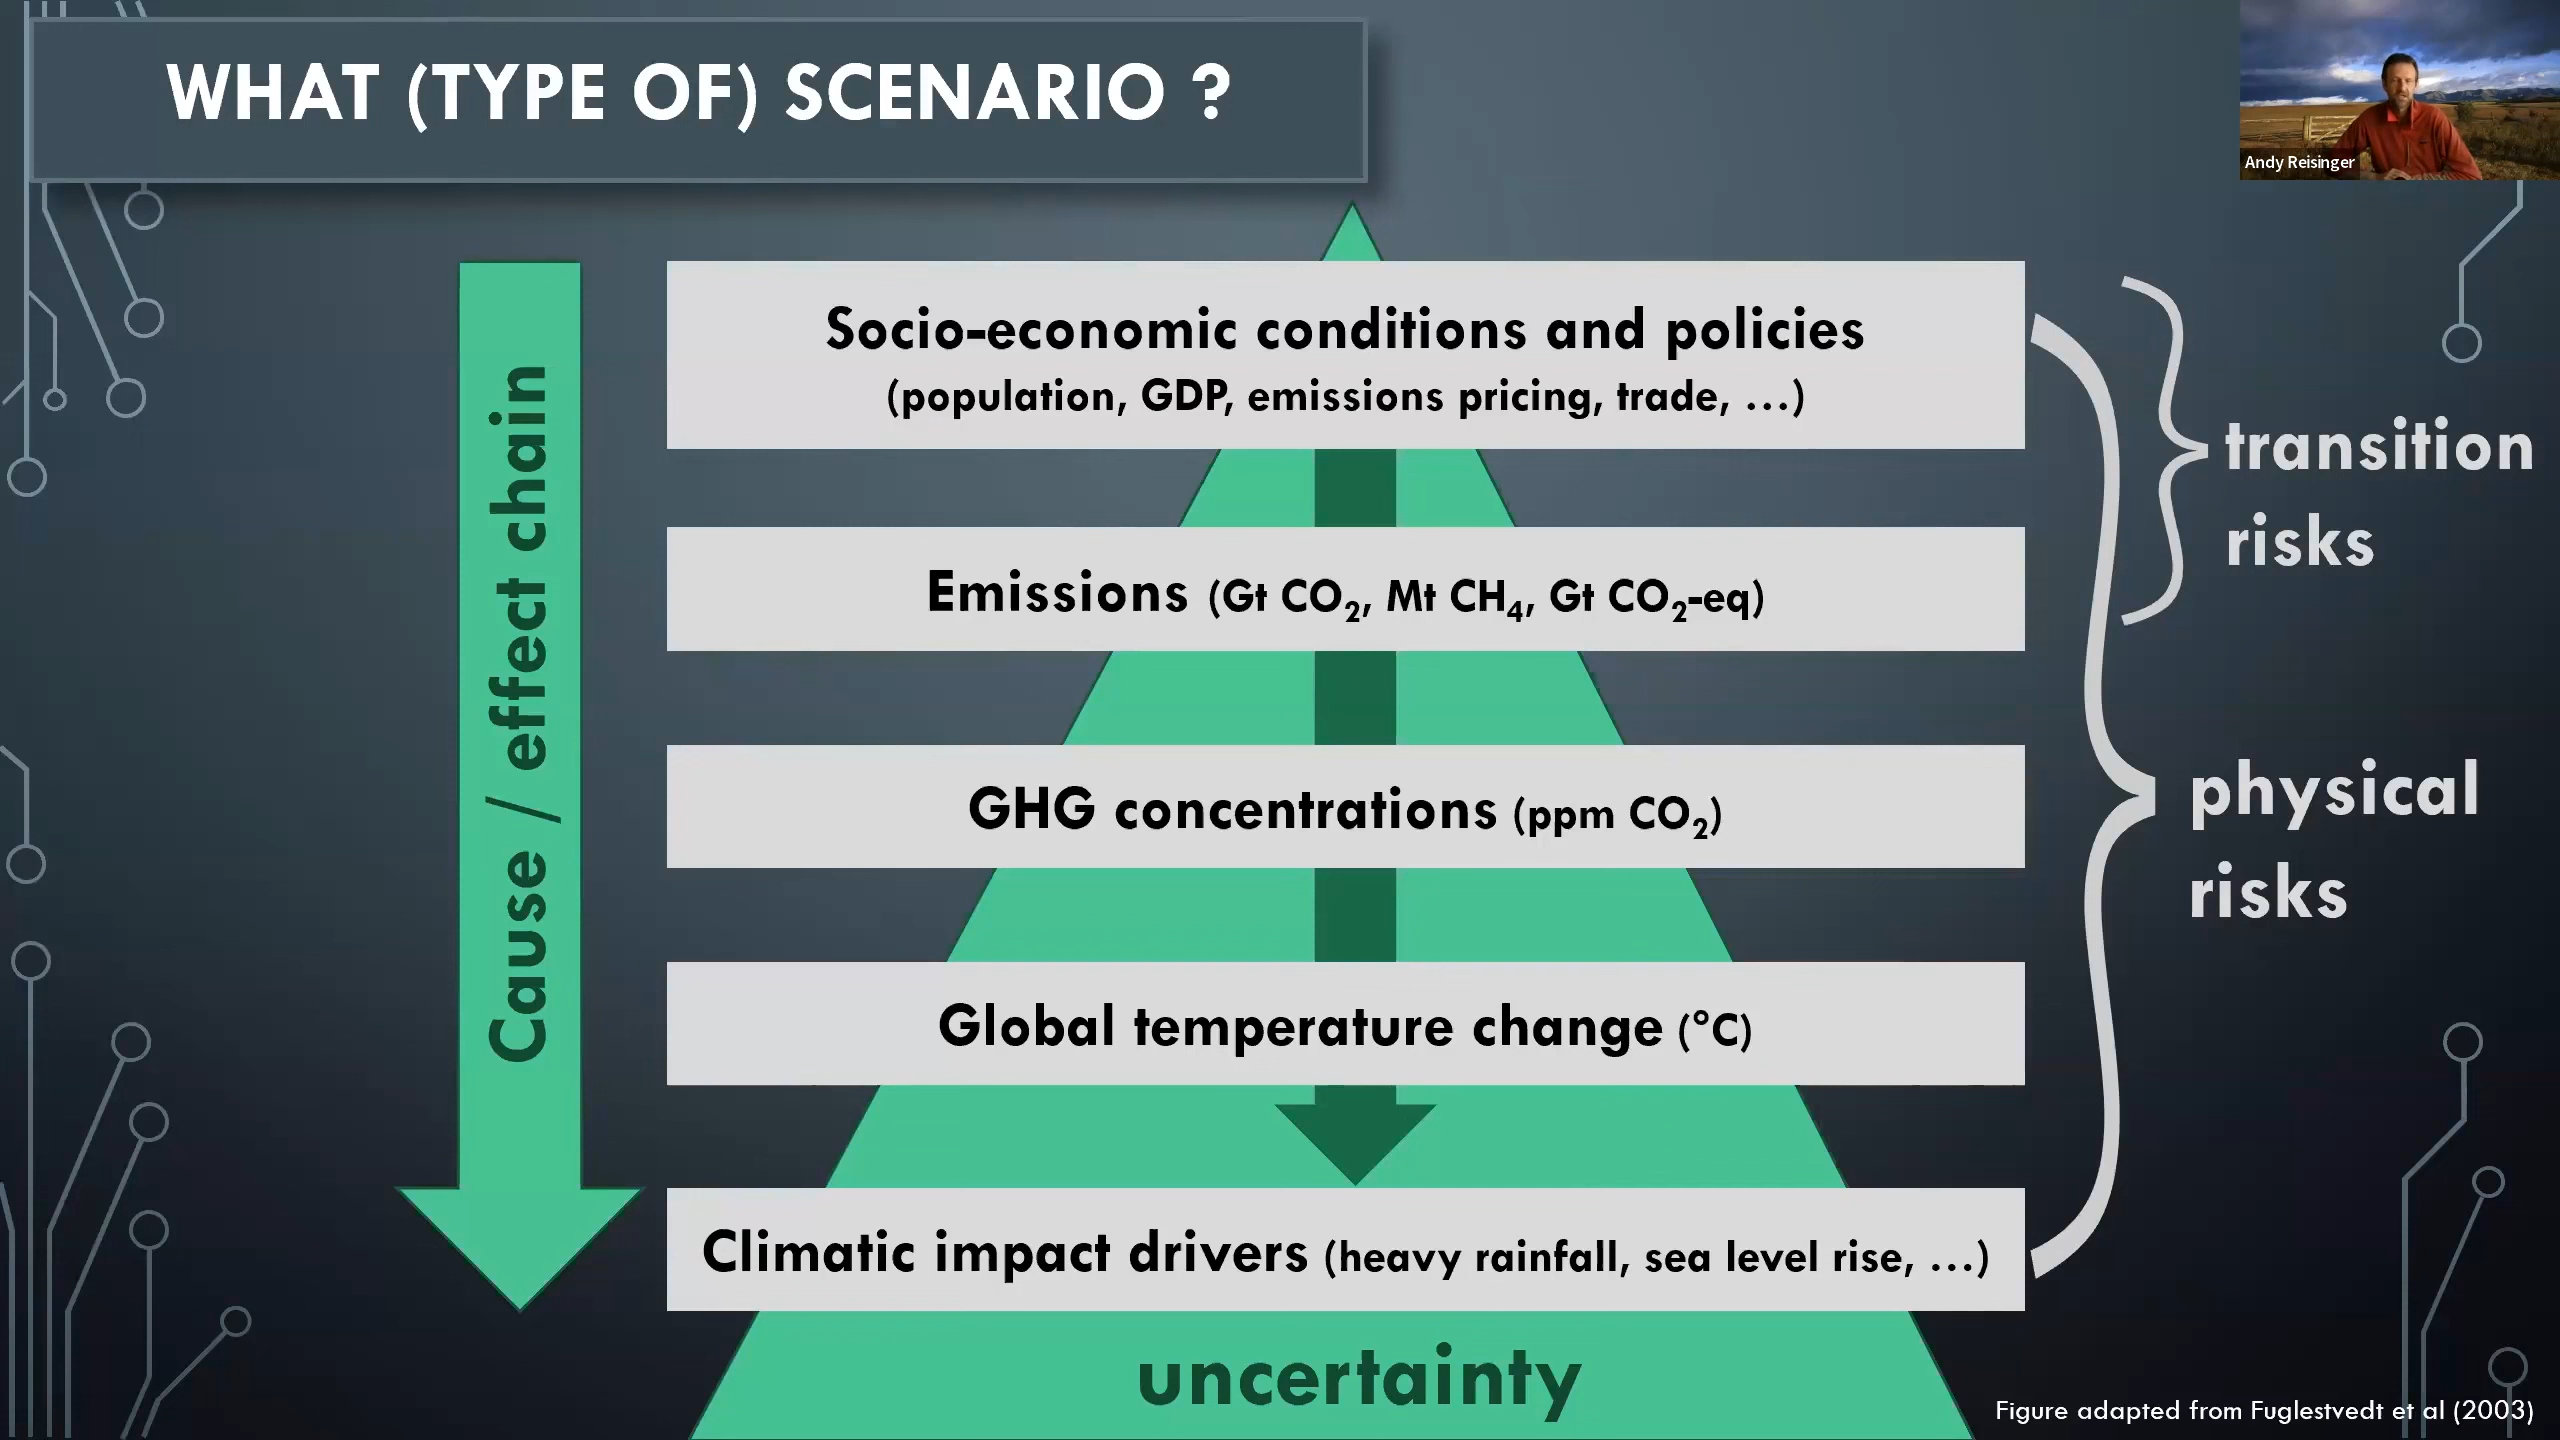 WHAT (TYPE OF) SCENARIO ?
Andy Reisinger
Cause / effect chain
Socio-economic conditions and policies
(population, GDP, emissions pricing, trade, ...)
Emissions (Gt CO₂, Mt CH₄, Gt CO₂-eq)
GHG concentrations (ppm CO₂)
Global temperature change (°C)
Climatic impact drivers (heavy rainfall, sea level rise, ...)
uncertainty
transition
risks
physical
risks
Figure adapted from Fuglestvedt et al (2003)